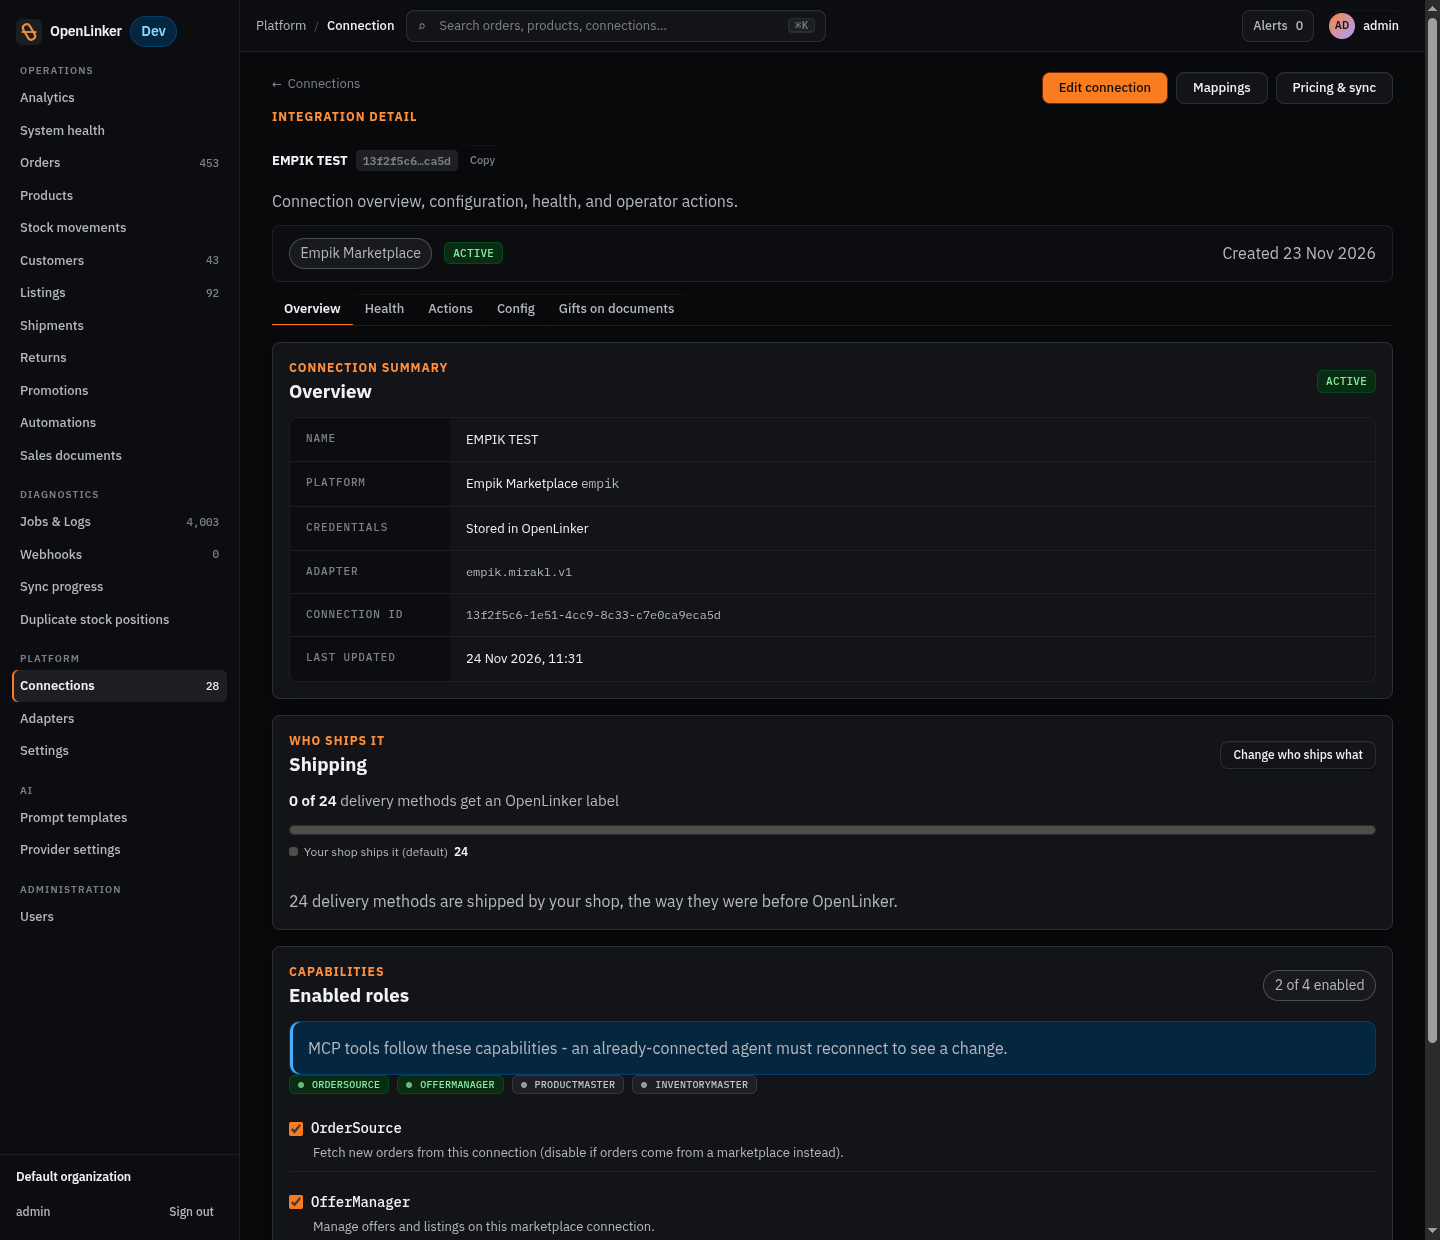 OpenLinker Dev
OPERATIONS
Analytics
System health
Orders 453
Products
Stock movements
Customers 43
Listings 92
Shipments
Returns
Promotions
Automations
Sales documents
DIAGNOSTICS
Jobs & Logs 4,003
Webhooks 0
Sync progress
Duplicate stock positions
PLATFORM
Connections 28
Adapters
Settings
AI
Prompt templates
Provider settings
ADMINISTRATION
Users
Default organization
admin Sign out
Platform / Connection
Search orders, products, connections... ⌘K
Alerts 0
AD admin
← Connections
Edit connection Mappings Pricing & sync
INTEGRATION DETAIL
EMPIK TEST 13f2f5c6…ca5d Copy
Connection overview, configuration, health, and operator actions.
Empik Marketplace ACTIVE Created 23 Nov 2026
Overview Health Actions Config Gifts on documents
CONNECTION SUMMARY
Overview
ACTIVE
NAME EMPIK TEST
PLATFORM Empik Marketplace empik
CREDENTIALS Stored in OpenLinker
ADAPTER empik.mirakl.v1
CONNECTION ID 13f2f5c6-1e51-4cc9-8c33-c7e0ca9eca5d
LAST UPDATED 24 Nov 2026, 11:31
WHO SHIPS IT
Shipping
Change who ships what
0 of 24 delivery methods get an OpenLinker label
Your shop ships it (default) 24
24 delivery methods are shipped by your shop, the way they were before OpenLinker.
CAPABILITIES
Enabled roles
2 of 4 enabled
MCP tools follow these capabilities - an already-connected agent must reconnect to see a change.
ORDERSOURCE OFFERMANAGER PRODUCTMASTER INVENTORYMASTER
OrderSource
Fetch new orders from this connection (disable if orders come from a marketplace instead).
OfferManager
Manage offers and listings on this marketplace connection.